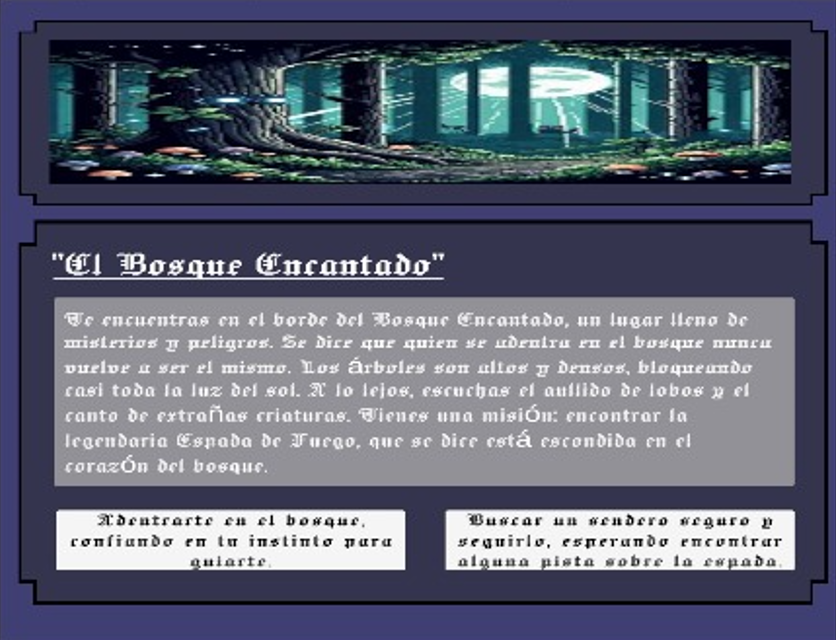 "El Bosque Encantado"
Te encuentras en el borde del Bosque Encantado, un lugar lleno de
misterios y peligros. Se dice que quien se adentra en el bosque nunca
vuelve a ser el mismo. Los árboles son altos y densos, bloqueando
casi toda la luz del sol. A lo lejos, escuchas el aullido de lobos y el
canto de extrañas criaturas. Tienes una misión: encontrar la
legendaria Espada de Fuego, que se dice está escondida en el
corazón del bosque.
Adentrarte en el bosque,
confiando en tu instinto para
guiarte.
Buscar un sendero seguro y
seguirlo, esperando encontrar
alguna pista sobre la espada.